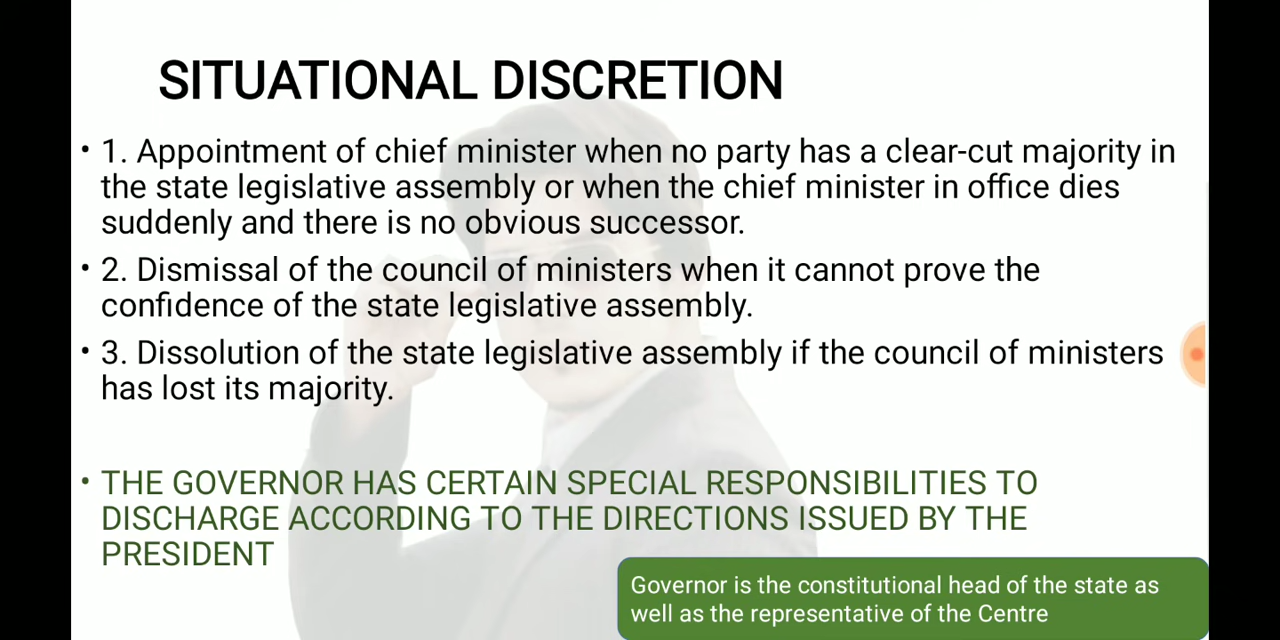 SITUATIONAL DISCRETION
• 1. Appointment of chief minister when no party has a clear-cut majority in
the state legislative assembly or when the chief minister in office dies
suddenly and there is no obvious successor.
• 2. Dismissal of the council of ministers when it cannot prove the
confidence of the state legislative assembly.
• 3. Dissolution of the state legislative assembly if the council of ministers
has lost its majority.
• THE GOVERNOR HAS CERTAIN SPECIAL RESPONSIBILITIES TO
DISCHARGE ACCORDING TO THE DIRECTIONS ISSUED BY THE
PRESIDENT
Governor is the constitutional head of the state as
well as the representative of the Centre